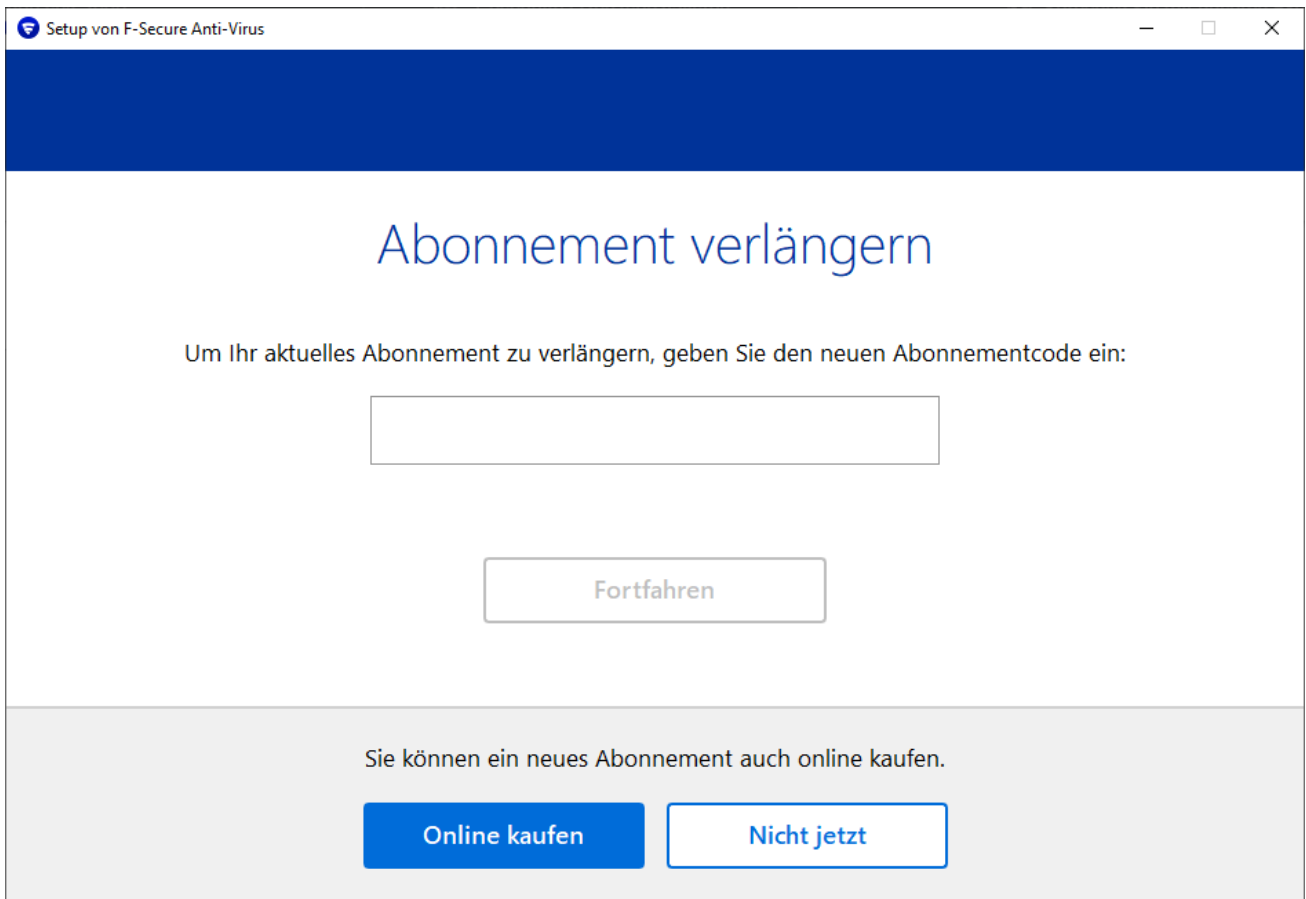 Setup von F-Secure Anti-Virus
Abonnement verlängern
Um Ihr aktuelles Abonnement zu verlängern, geben Sie den neuen Abonnementcode ein:
Fortfahren
Sie können ein neues Abonnement auch online kaufen.
Online kaufen
Nicht jetzt